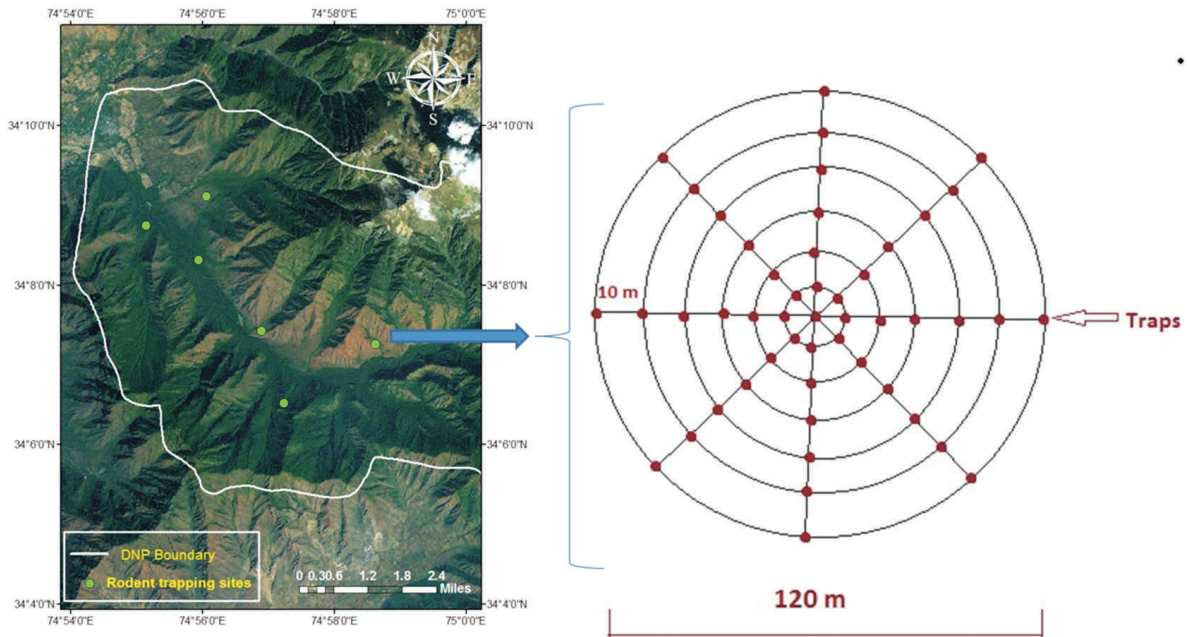 74°54'0"E 74°56'0"E 74°58'0"E 75°0'0"E
N
W E
S
34°10'0"N 34°10'0"N
34°8'0"N 34°8'0"N
34°6'0"N 34°6'0"N
34°4'0"N 34°4'0"N
DNP Boundary
Rodent trapping sites
0 0.30.6 1.2 1.8 2.4
Miles
74°54'0"E 74°56'0"E 74°58'0"E 75°0'0"E
10 m
Traps
120 m